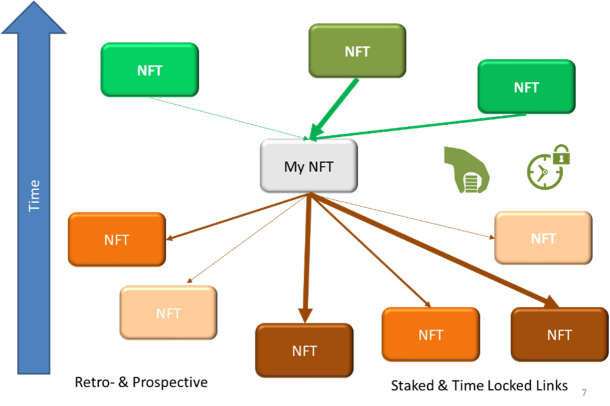 NFT
NFT
NFT
My NFT
Time
NFT
NFT
NFT
NFT
NFT
NFT
Retro- & Prospective
Staked & Time Locked Links
7